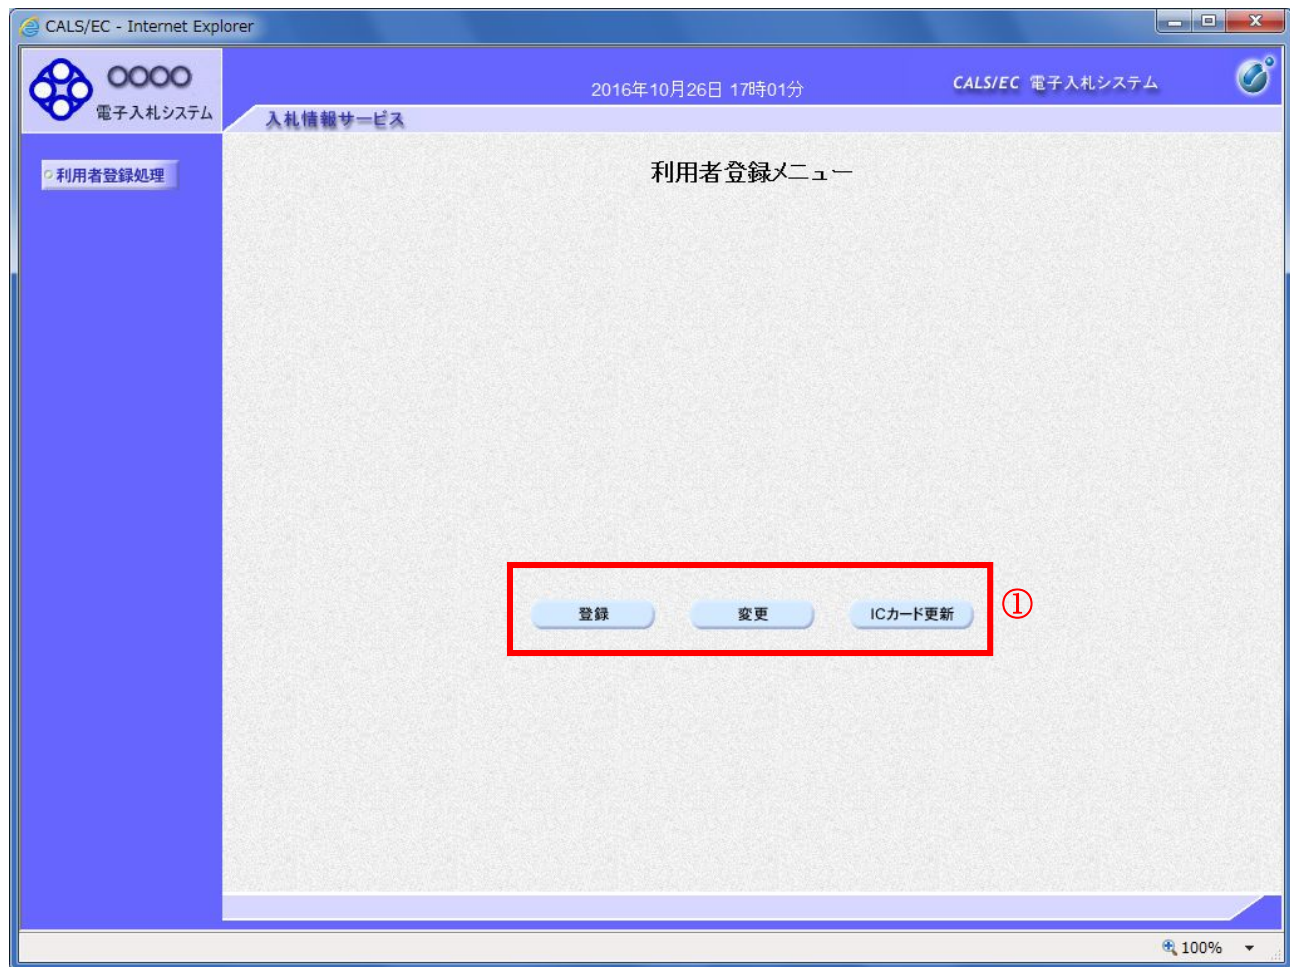 CALS/EC - Internet Explorer
〇〇〇〇
電子入札システム
2016年10月26日 17時01分
CALS/EC 電子入札システム
入札情報サービス
利用者登録処理
利用者登録メニュー
登録
変更
ICカード更新
①
100%